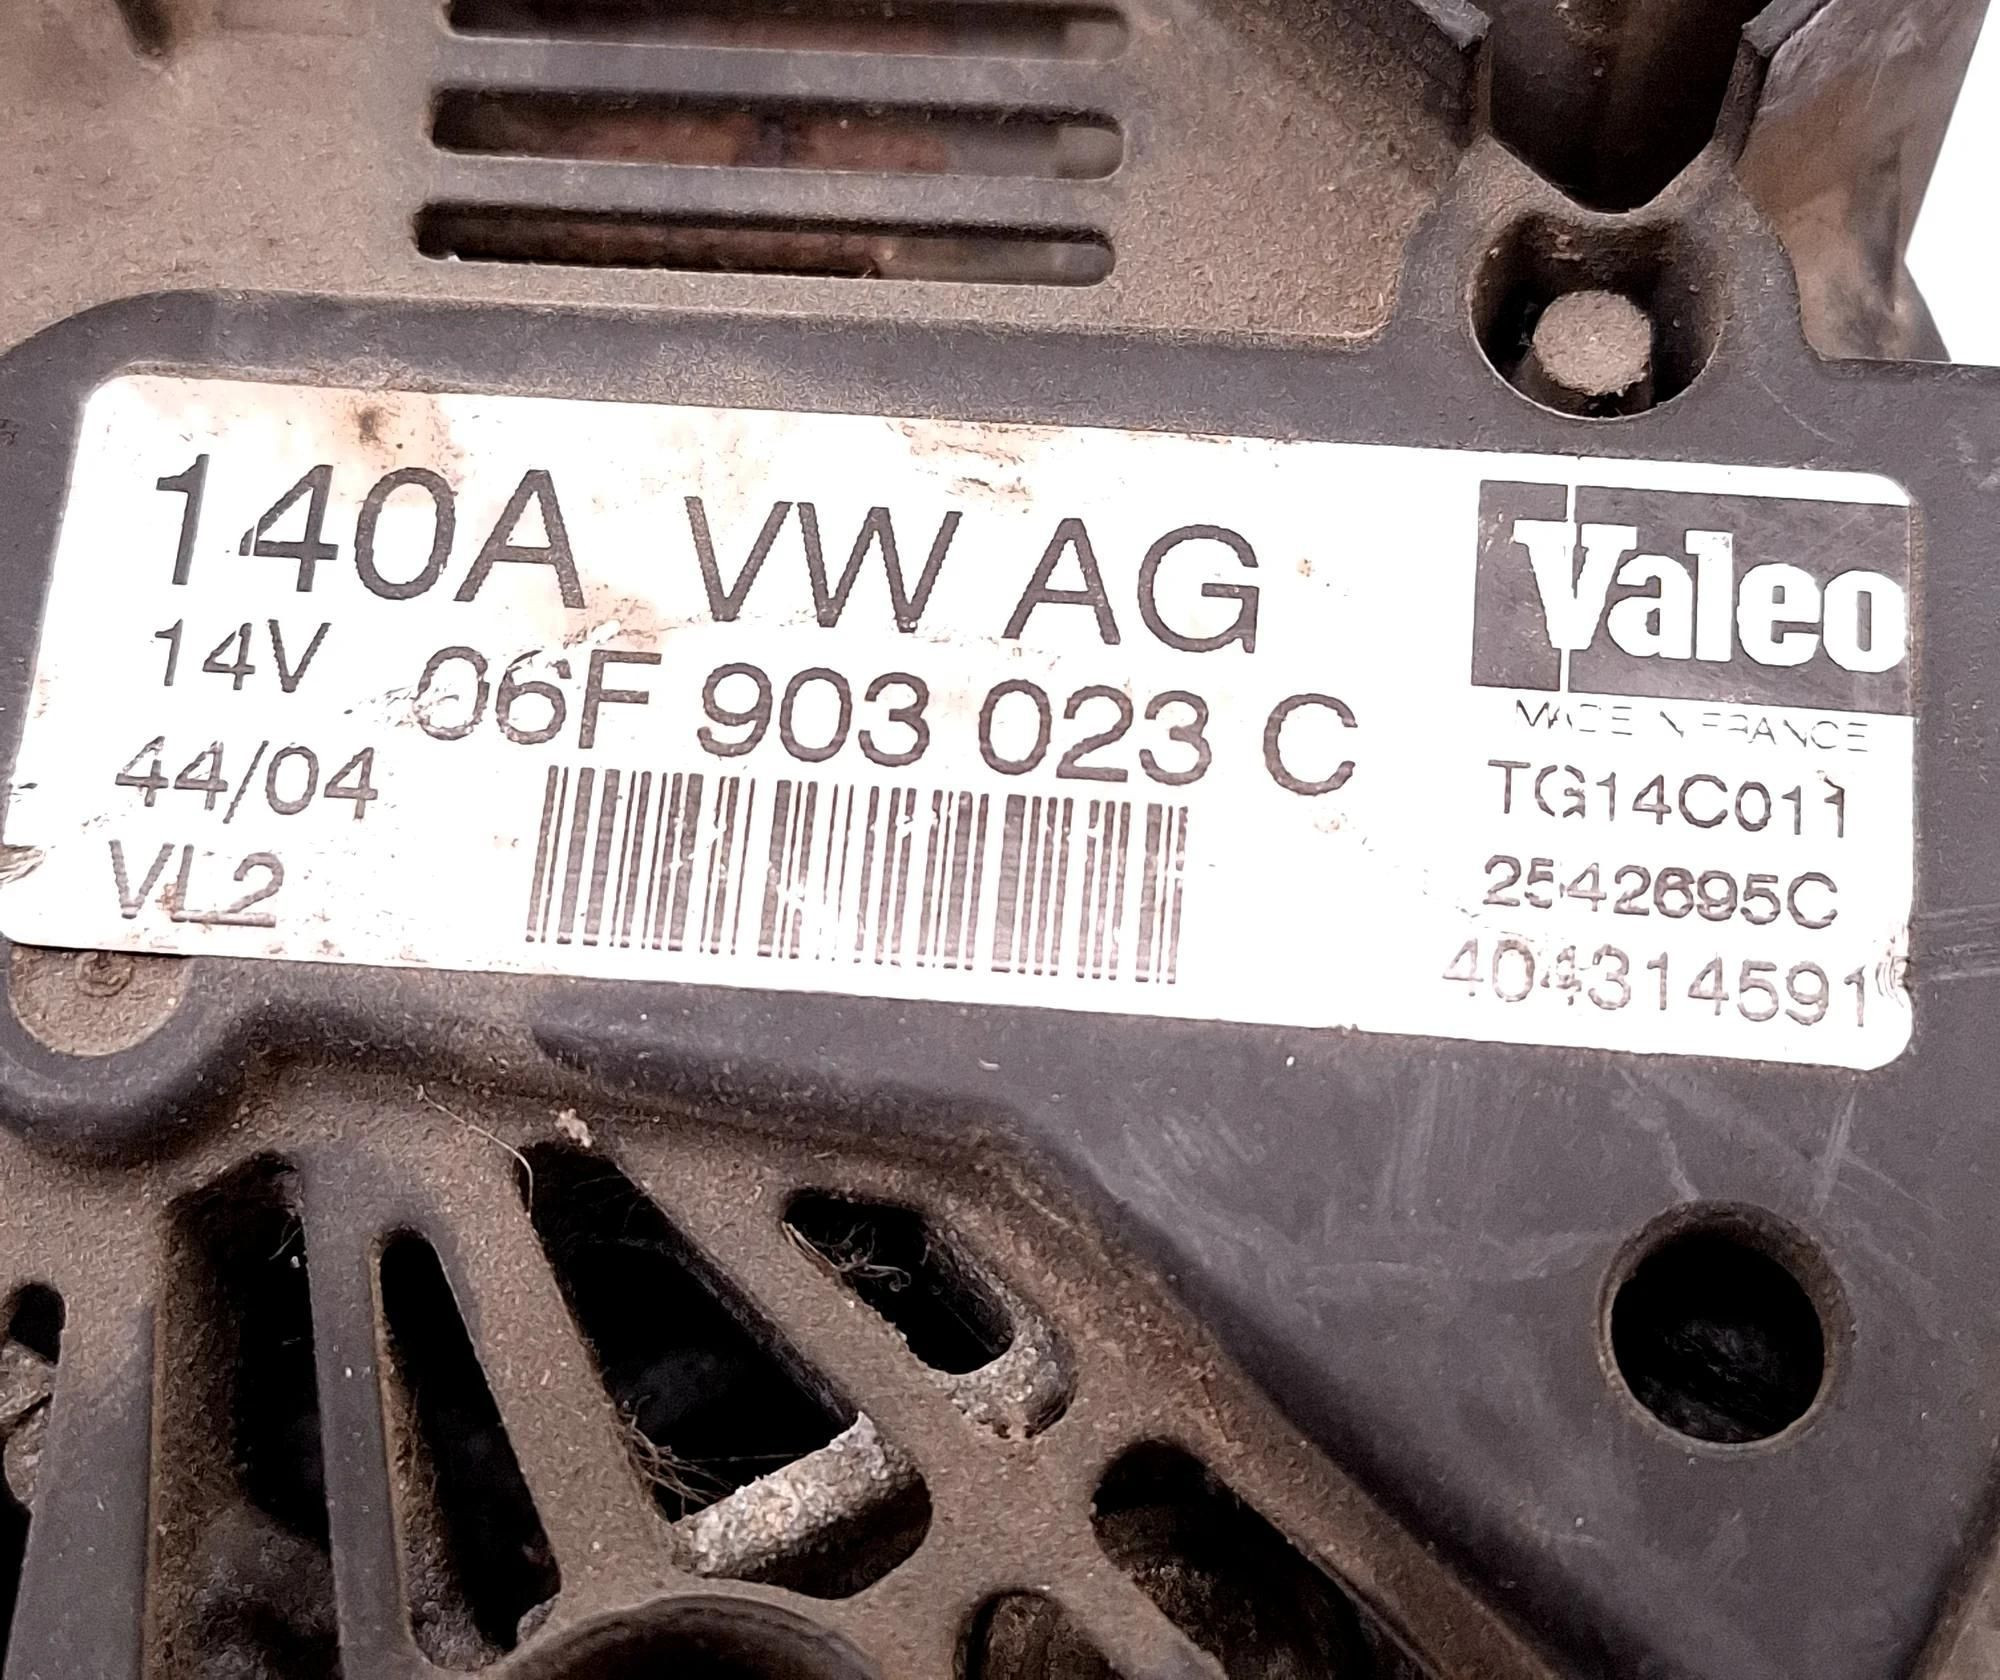 140A VW AG
14V 06F 903 023 C
44/04
VL2
Valeo
MADE IN FRANCE
TG14C011
2542695C
404314591